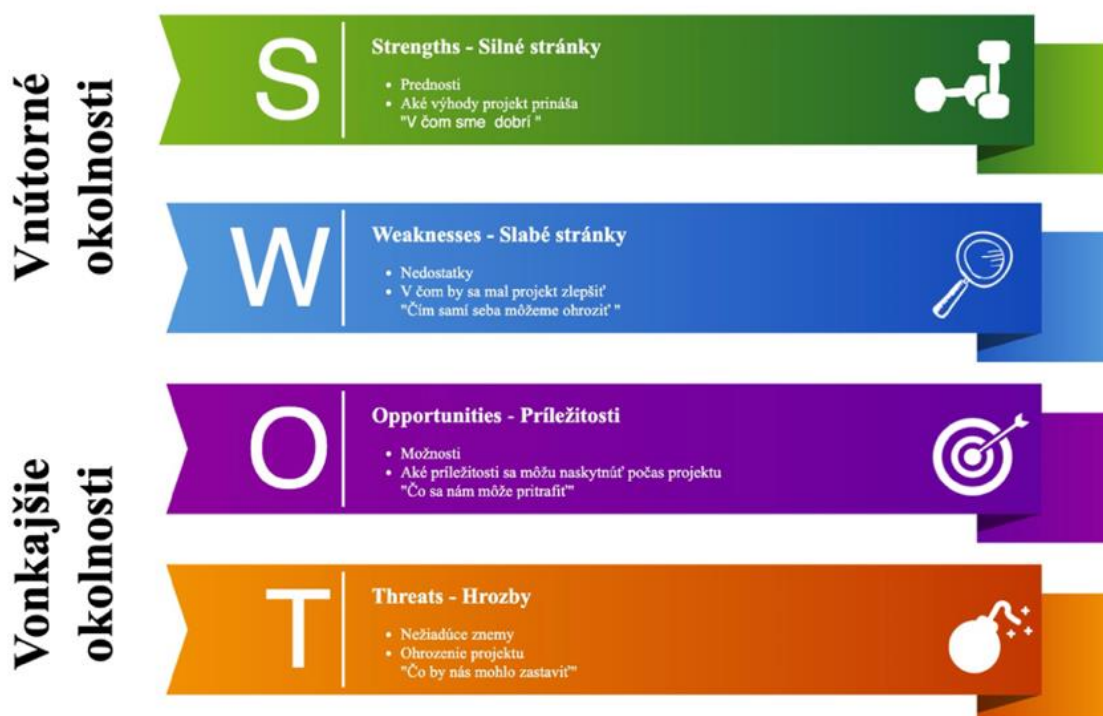 Vnútorné
okolnosti
S
Strengths - Silné stránky
• Prednosti
• Aké výhody projekt prináša
"V čom sme dobrí "
W
Weaknesses - Slabé stránky
• Nedostatky
• V čom by sa mal projekt zlepšiť
"Čím samí seba môžeme ohroziť "
Vonkajšie
okolnosti
O
Opportunities - Príležitosti
• Možnosti
• Aké príležitosti sa môžu naskytnúť počas projektu
"Čo sa nám môže pritrafiť"
T
Threats - Hrozby
• Nežiadúce znemy
• Ohrozenie projektu
"Čo by nás mohlo zastaviť"